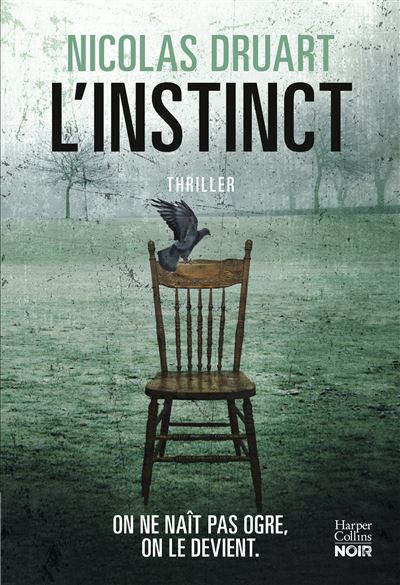 NICOLAS DRUART
L'INSTINCT
THRILLER
ON NE NAÎT PAS OGRE,
ON LE DEVIENT.
Harper
Collins
NOIR